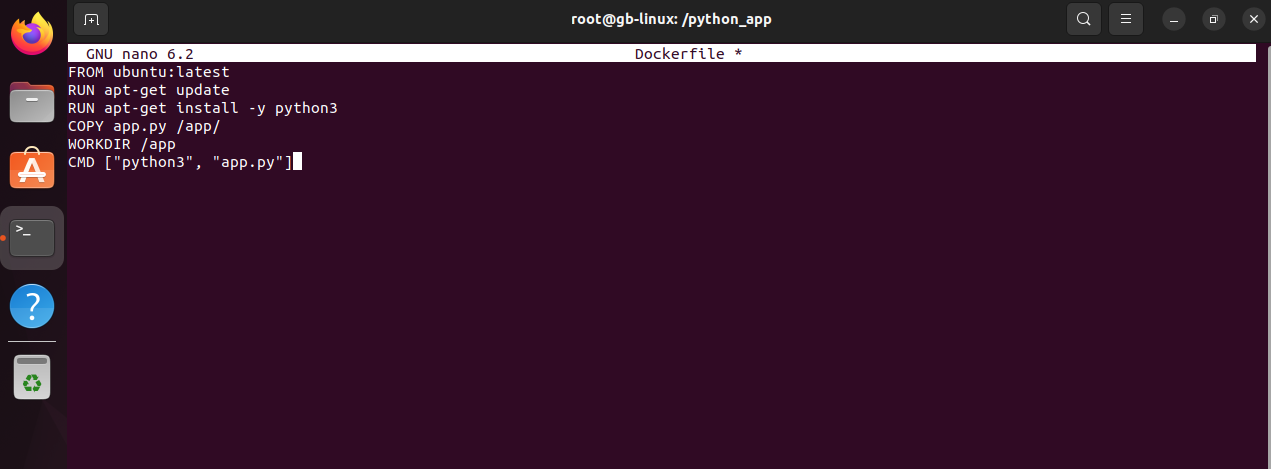 root@gb-linux: /python_app
GNU nano 6.2 Dockerfile *
FROM ubuntu:latest
RUN apt-get update
RUN apt-get install -y python3
COPY app.py /app/
WORKDIR /app
CMD ["python3", "app.py"]
>_
?